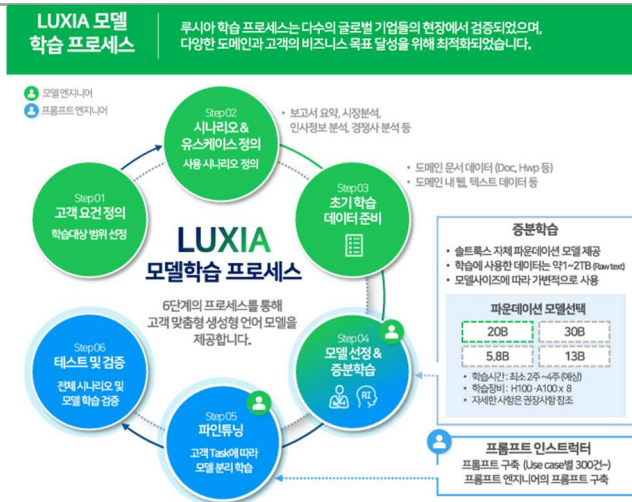 LUXIA 모델
학습 프로세스
루시아 학습 프로세스는 다수의 글로벌 기업들의 현장에서 검증되었으며,
다양한 도메인과 고객의 비즈니스 목표 달성을 위해 최적화되었습니다.
모델 엔지니어
프롬프트 엔지니어
Step 01
고객 요건 정의
학습대상 범위 선정
Step 02
시나리오 &
유스케이스 정의
사용 시나리오 정의
• 보고서 요약, 시장분석,
인사정보 분석, 경쟁사 분석 등
Step 03
초기 학습
데이터 준비
• 도메인 문서 데이터 (Doc, Hwp 등)
• 도메인 내 웹, 텍스트 데이터 등
LUXIA
모델학습 프로세스
6단계의 프로세스를 통해
고객 맞춤형 생성형 언어 모델을
제공합니다.
Step 04
모델 선정 &
증분학습
AI
Step 05
파인튜닝
고객 Task에 따라
모델 분리 학습
Step 06
테스트 및 검증
전체 시나리오 및
모델 학습 검증
증분학습
• 솔트룩스 자체 파운데이션 모델 제공
• 학습에 사용한 데이터는 약1~2TB (Raw text)
• 모델사이즈에 따라 가변적으로 사용
파운데이션 모델선택
20B 30B
5.8B 13B
• 학습시간 : 최소 2주 ~4주 (예상)
• 학습장비 : H100 ·A100 x 8
• 자세한 사항은 권장사항 참조
프롬프트 인스트럭터
프롬프트 구축 (Use case별 300건~)
프롬프트 엔지니어의 프롬프트 구축